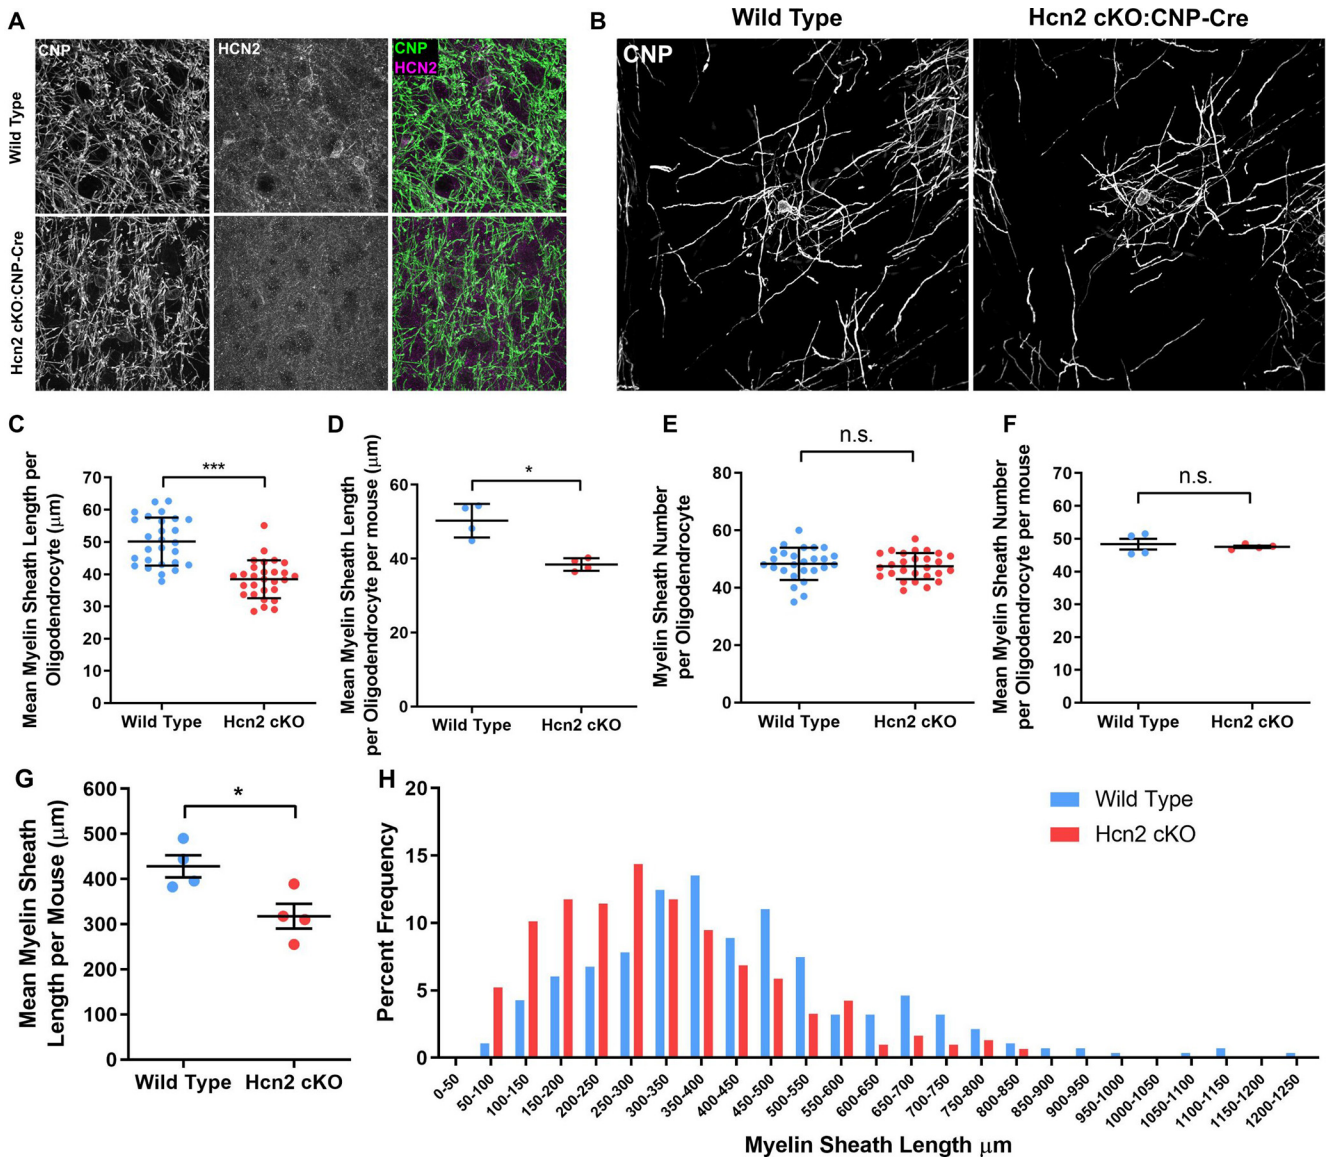 A
CNP
HCN2
CNP
HCN2
Wild Type
Hcn2 cKO:CNP-Cre
B
Wild Type
Hcn2 cKO:CNP-Cre
CNP
C
Mean Myelin Sheath Length per
Oligodendrocyte (μm)
70
60
50
40
30
20
10
0
***
Wild Type
Hcn2 cKO
D
Mean Myelin Sheath Length
per Oligodendrocyte per mouse (μm)
60
40
20
0
*
Wild Type
Hcn2 cKO
E
Myelin Sheath Number
per Oligodendrocyte
80
60
40
20
0
n.s.
Wild Type
Hcn2 cKO
F
Mean Myelin Sheath Number
per Oligodendrocyte per mouse
70
60
50
40
30
20
10
0
n.s.
Wild Type
Hcn2 cKO
G
Mean Myelin Sheath
Length per Mouse (μm)
600
500
400
300
200
100
0
*
Wild Type
Hcn2 cKO
H
Percent Frequency
20
15
10
5
0
Wild Type
Hcn2 cKO
0-50
50-100
100-150
150-200
200-250
250-300
300-350
350-400
400-450
450-500
500-550
550-600
600-650
650-700
700-750
750-800
800-850
850-900
900-950
950-1000
1000-1050
1050-1100
1100-1150
1150-1200
1200-1250
Myelin Sheath Length μm